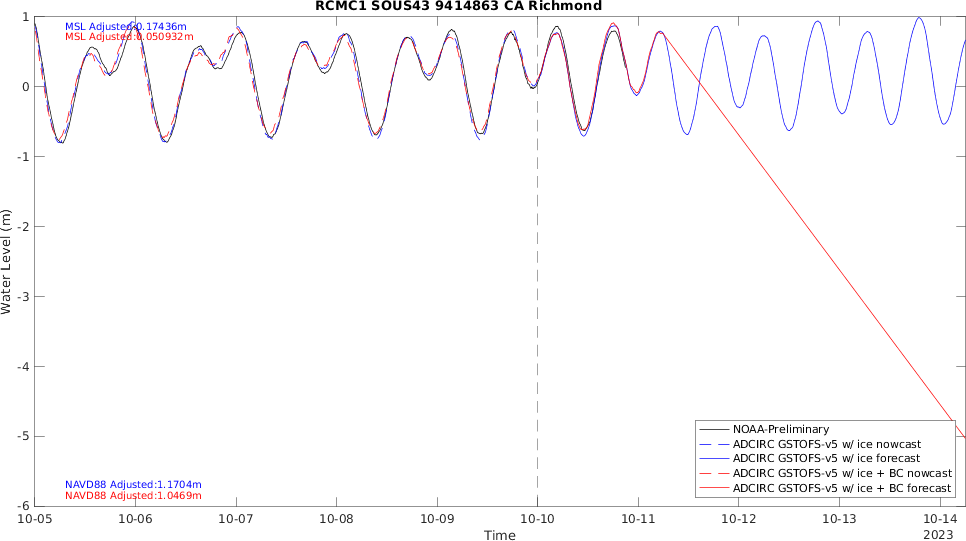 RCMC1 SOUS43 9414863 CA Richmond
MSL Adjusted:0.17436m
MSL Adjusted:0.050932m
1
0
-1
-2
-3
-4
-5
-6
Water Level (m)
NOAA-Preliminary
ADCIRC GSTOFS-v5 w/ ice nowcast
ADCIRC GSTOFS-v5 w/ ice forecast
ADCIRC GSTOFS-v5 w/ ice + BC nowcast
ADCIRC GSTOFS-v5 w/ ice + BC forecast
NAVD88 Adjusted:1.1704m
NAVD88 Adjusted:1.0469m
10-05 10-06 10-07 10-08 10-09 10-10 10-11 10-12 10-13 10-14
Time
2023